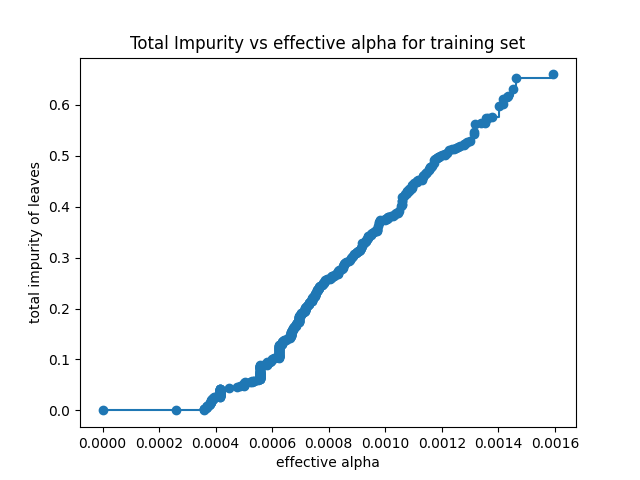 Total Impurity vs effective alpha for training set
total impurity of leaves
0.6
0.5
0.4
0.3
0.2
0.1
0.0
0.0000 0.0002 0.0004 0.0006 0.0008 0.0010 0.0012 0.0014 0.0016
effective alpha